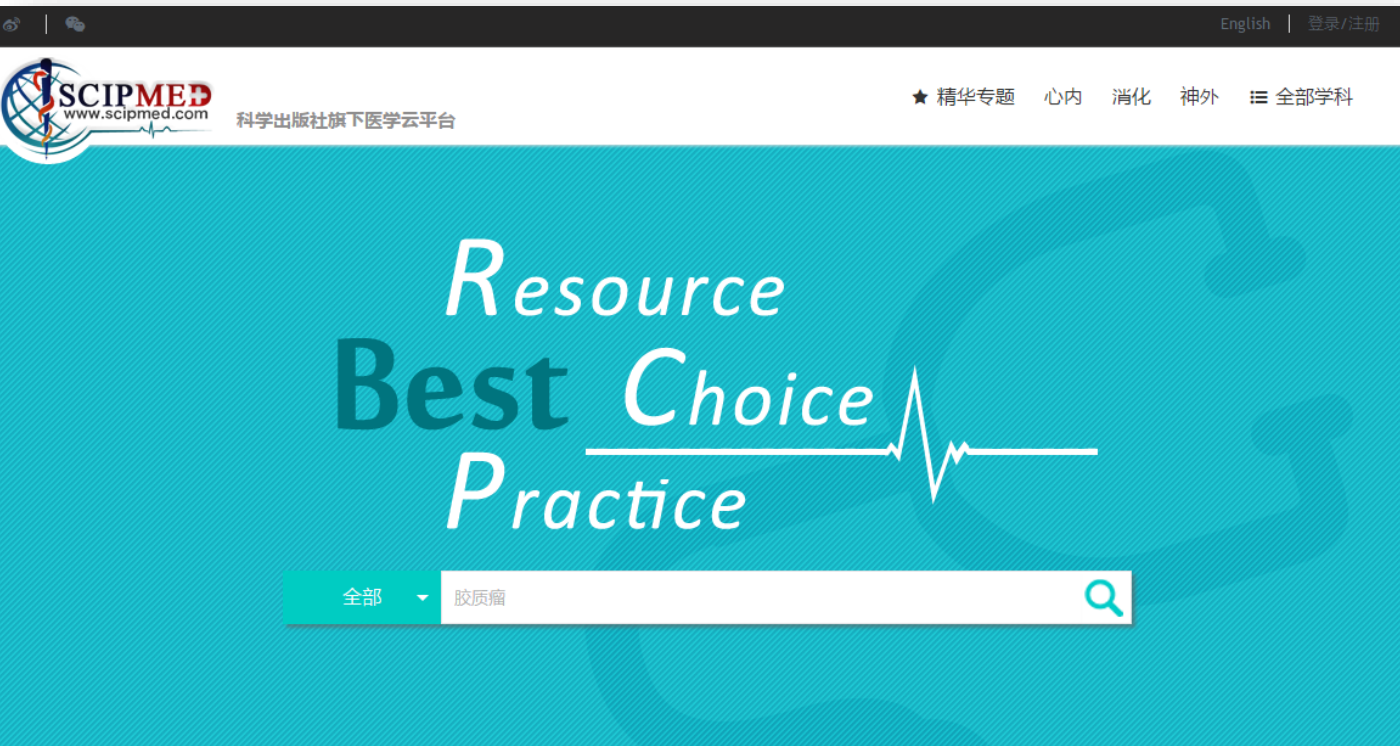 English 登录/注册
SCIPMED
www.scipmed.com
科学出版社旗下医学云平台
精华专题 心内 消化 神外 全部学科
Resource
Best Choice
Practice
全部 胶质瘤